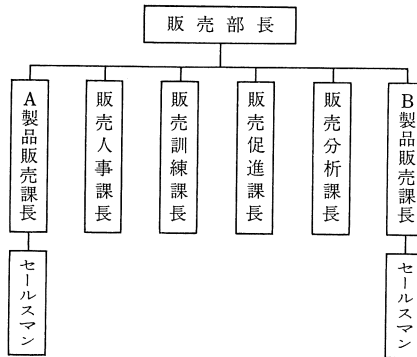 販売部長
A製品販売課長
販売人事課長
販売訓練課長
販売促進課長
販売分析課長
B製品販売課長
セールスマン
セールスマン